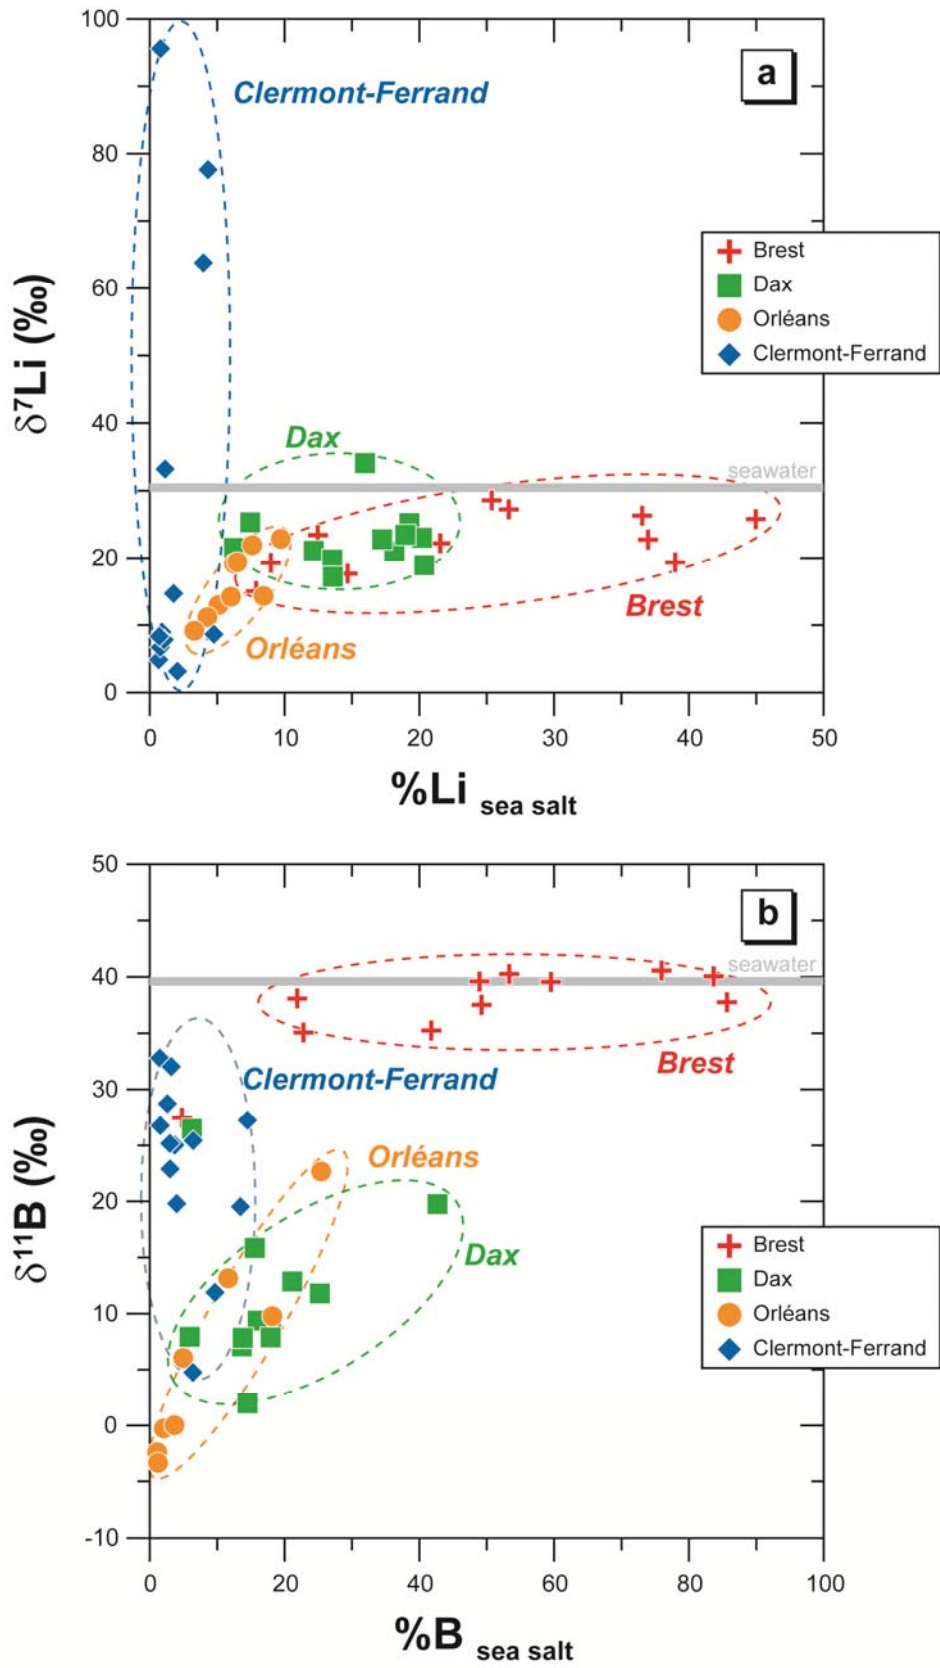 100
a
Clermont-Ferrand
80
Brest
Dax
Orléans
Clermont-Ferrand
60
δ⁷Li (‰)
40
Dax
seawater
20
Brest
Orléans
0
0 10 20 30 40 50
%Li sea salt
50
b
40
seawater
Brest
30
Clermont-Ferrand
Orléans
20
Dax
δ¹¹B (‰)
Brest
Dax
Orléans
Clermont-Ferrand
10
0
-10
0 20 40 60 80 100
%B sea salt